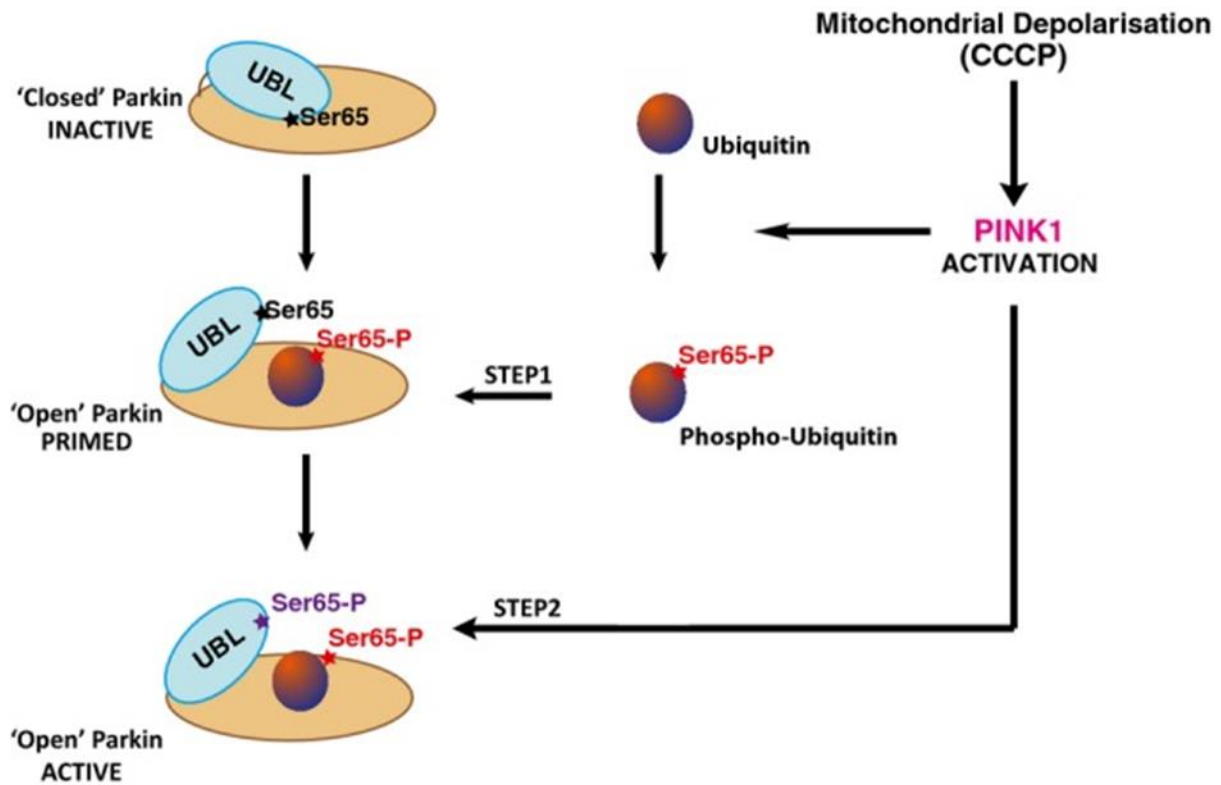 Mitochondrial Depolarisation
(CCCP)
UBL
Ser65
'Closed' Parkin
INACTIVE
Ubiquitin
PINK1
ACTIVATION
UBL
Ser65
Ser65-P
'Open' Parkin
PRIMED
STEP1
Ser65-P
Phospho-Ubiquitin
UBL
Ser65-P
Ser65-P
STEP2
'Open' Parkin
ACTIVE